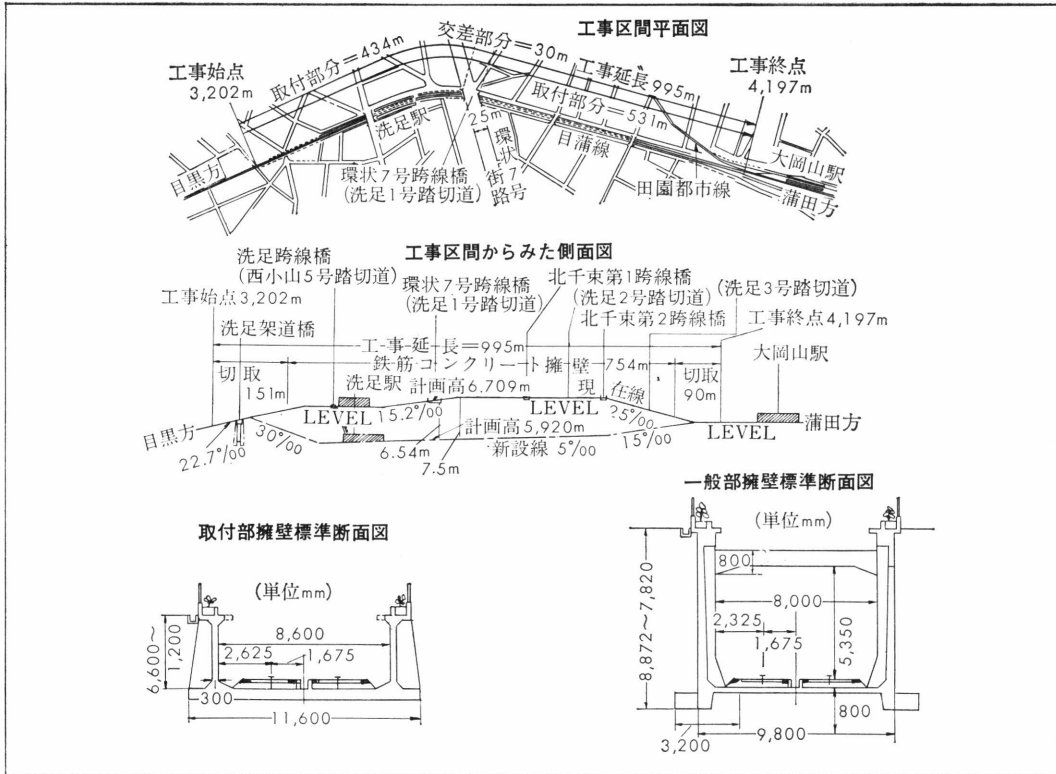 工事区間平面図
工事始点
3,202m
取付部分=434m
交差部分=30m
工事延長995m
取付部分=531m
工事終点
4,197m
洗足駅
25m
目黒方
環状7号跨線橋
(洗足1号踏切道)
環状7号
街路
目蒲線
田園都市線
大岡山駅
蒲田方
工事区間からみた側面図
洗足跨線橋
(西小山5号踏切道)
環状7号跨線橋
(洗足1号踏切道)
北千束第1跨線橋
(洗足2号踏切道)
(洗足3号踏切道)
北千束第2跨線橋
工事始点3,202m
工事終点4,197m
洗足架道橋
工事延長=995m
大岡山駅
鉄筋コンクリート擁壁754m
切取
151m
洗足駅
計画高6.709m
現在線
切取
90m
LEVEL
15.2‰
LEVEL
25‰
目黒方
22.7‰
30‰
計画高5,920m
6.54m
7.5m
新設線
5‰
15‰
LEVEL
蒲田方
取付部擁壁標準断面図
(単位mm)
6,600~
1,200
8,600
2,625
1,675
300
11,600
一般部擁壁標準断面図
(単位mm)
8,872~7,820
800
8,000
2,325
1,675
5,350
800
3,200
9,800